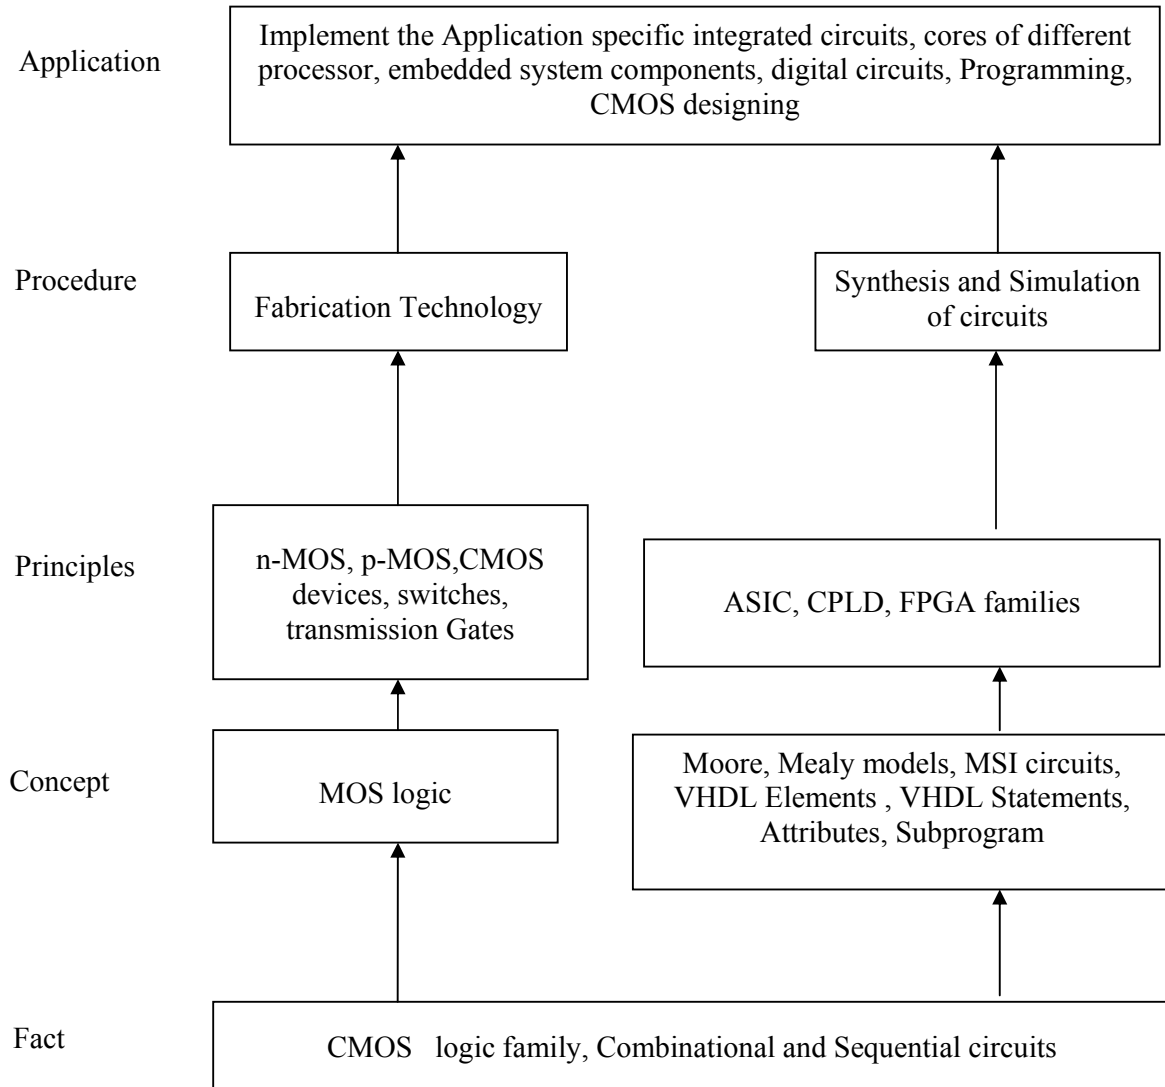 Application
Implement the Application specific integrated circuits, cores of different
processor, embedded system components, digital circuits, Programming,
CMOS designing
Procedure
Fabrication Technology
Synthesis and Simulation
of circuits
Principles
n-MOS, p-MOS,CMOS
devices, switches,
transmission Gates
ASIC, CPLD, FPGA families
Concept
MOS logic
Moore, Mealy models, MSI circuits,
VHDL Elements , VHDL Statements,
Attributes, Subprogram
Fact
CMOS logic family, Combinational and Sequential circuits